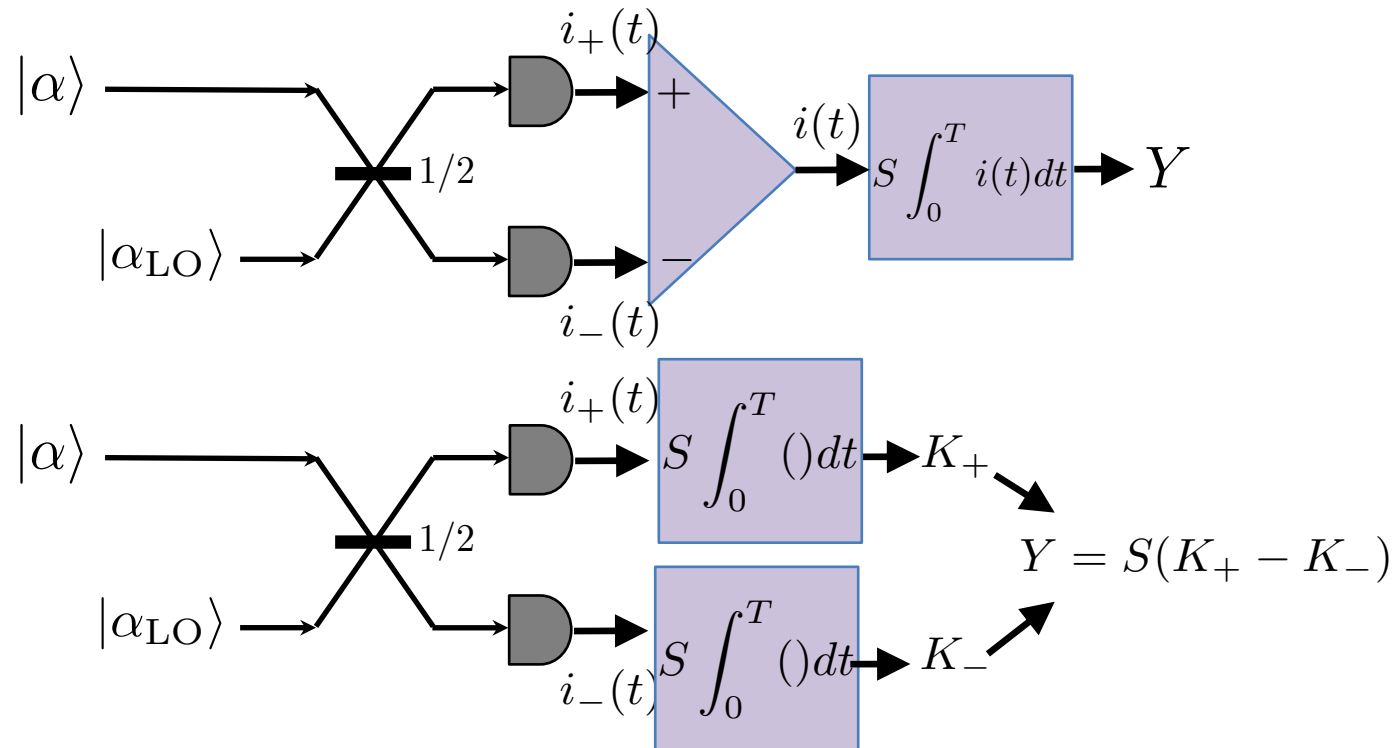 i₊(t)
|α⟩
+
i(t)
1/2
S ∫₀ᵀ i(t)dt
Y
|α_LO⟩
−
i₋(t)
i₊(t)
|α⟩
S ∫₀ᵀ ()dt
K₊
1/2
Y = S(K₊ − K₋)
|α_LO⟩
S ∫₀ᵀ ()dt
K₋
i₋(t)